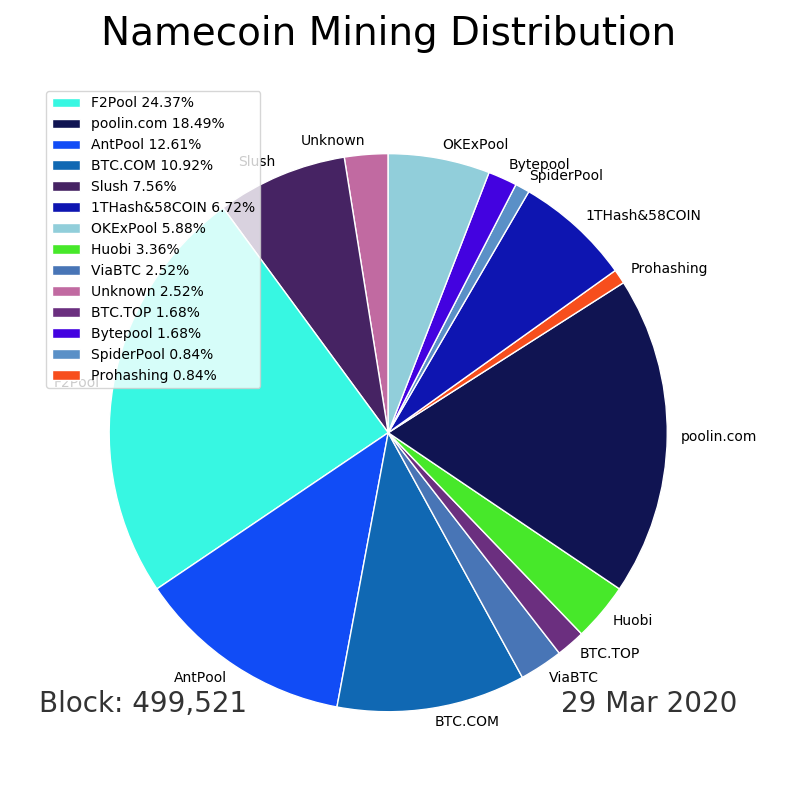 Namecoin Mining Distribution
F2Pool 24.37%
poolin.com 18.49%
AntPool 12.61%
BTC.COM 10.92%
Slush 7.56%
1THash&58COIN 6.72%
OKExPool 5.88%
Huobi 3.36%
ViaBTC 2.52%
Unknown 2.52%
BTC.TOP 1.68%
Bytepool 1.68%
SpiderPool 0.84%
Prohashing 0.84%
Unknown
OKExPool
Slush
Bytepool
SpiderPool
1THash&58COIN
Prohashing
F2Pool
poolin.com
Huobi
BTC.TOP
ViaBTC
AntPool
BTC.COM
Block: 499,521
29 Mar 2020